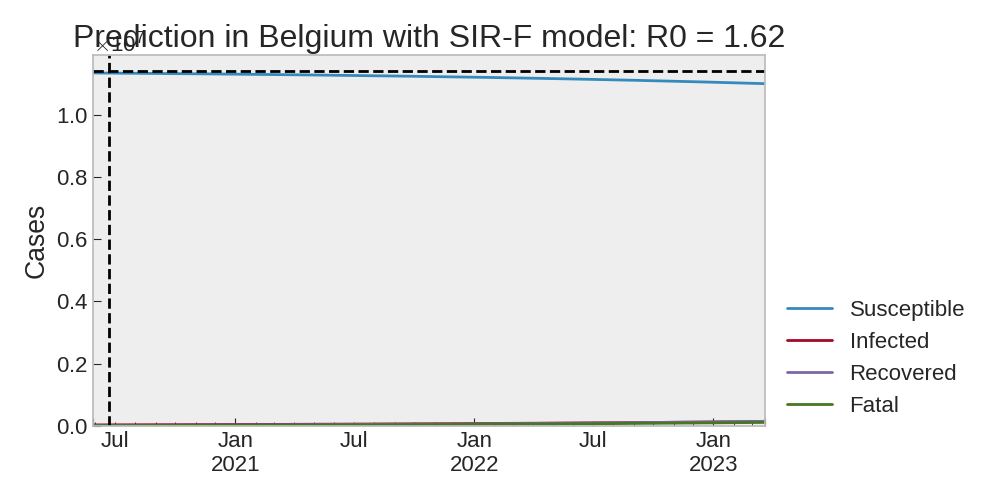 Prediction in Belgium with SIR-F model: R0 = 1.62
×10⁷
Cases
1.0
0.8
0.6
0.4
0.2
0.0
Jul
Jan
2021
Jul
Jan
2022
Jul
Jan
2023
Susceptible
Infected
Recovered
Fatal